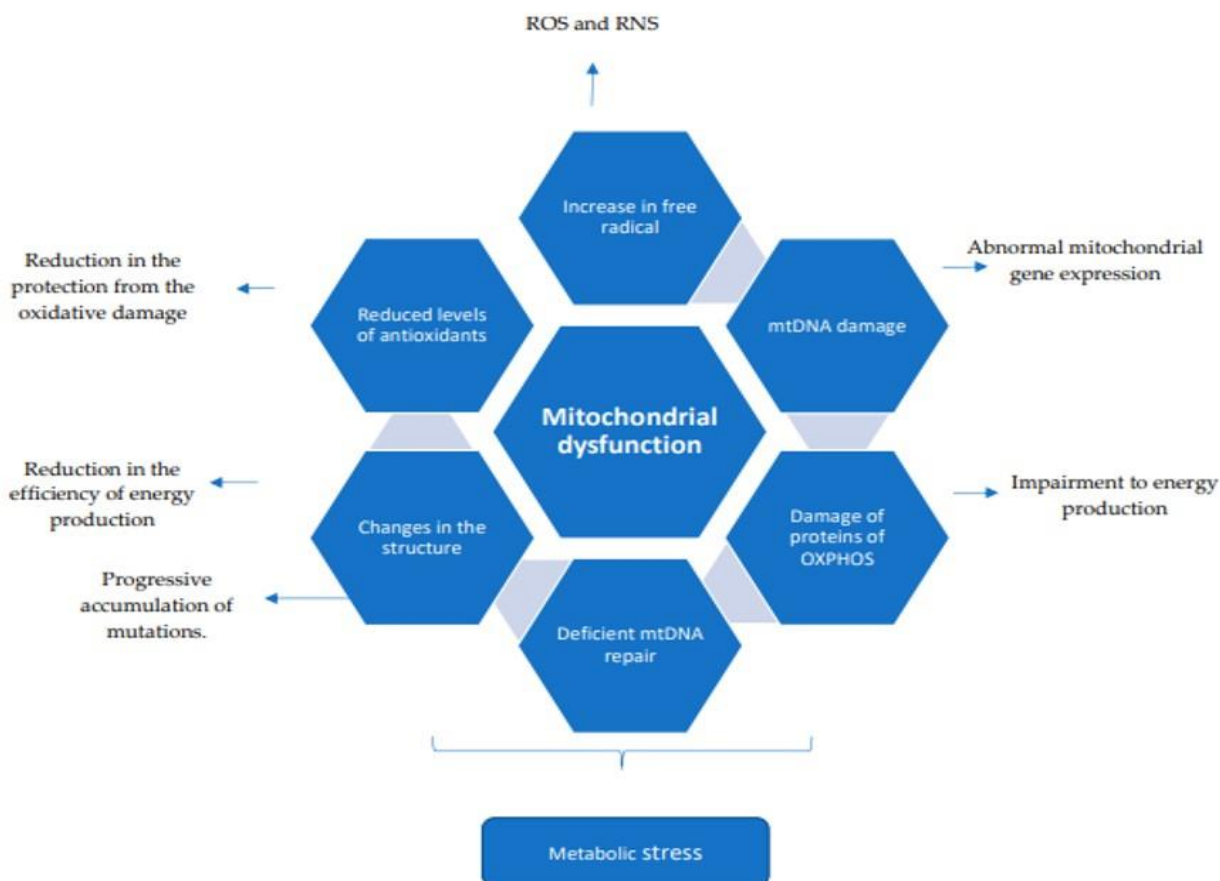 ROS and RNS
Increase in free
radical
Reduction in the
protection from the
oxidative damage
Abnormal mitochondrial
gene expression
Reduced levels
of antioxidants
mtDNA damage
Mitochondrial
dysfunction
Reduction in the
efficiency of energy
production
Impairment to energy
production
Changes in the
structure
Damage of
proteins of
OXPHOS
Progressive
accumulation of
mutations.
Deficient mtDNA
repair
Metabolic stress